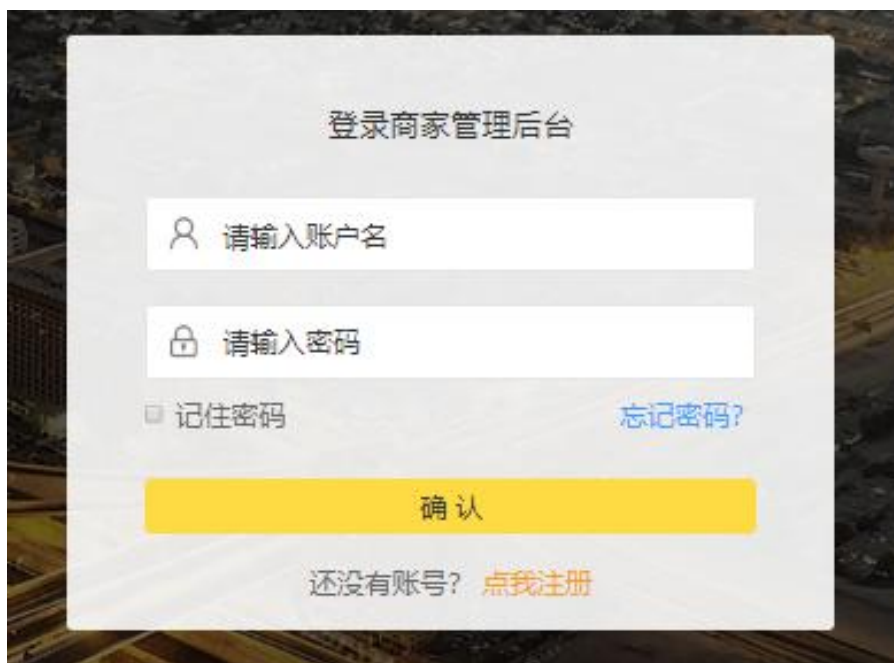 登录商家管理后台
请输入账户名
请输入密码
记住密码 忘记密码?
确认
还没有账号? 点我注册